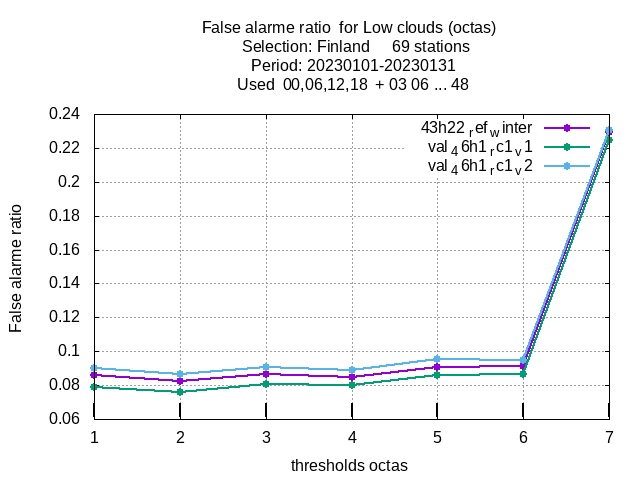 False alarme ratio  for Low clouds (octas)
Selection: Finland     69 stations
Period: 20230101-20230131
Used  00,06,12,18  + 03 06 ... 48
43h22_ref_winter
val_46h1_rc1_v1
val_46h1_rc1_v2
False alarme ratio
0.24
0.22
0.2
0.18
0.16
0.14
0.12
0.1
0.08
0.06
1 2 3 4 5 6 7
thresholds octas